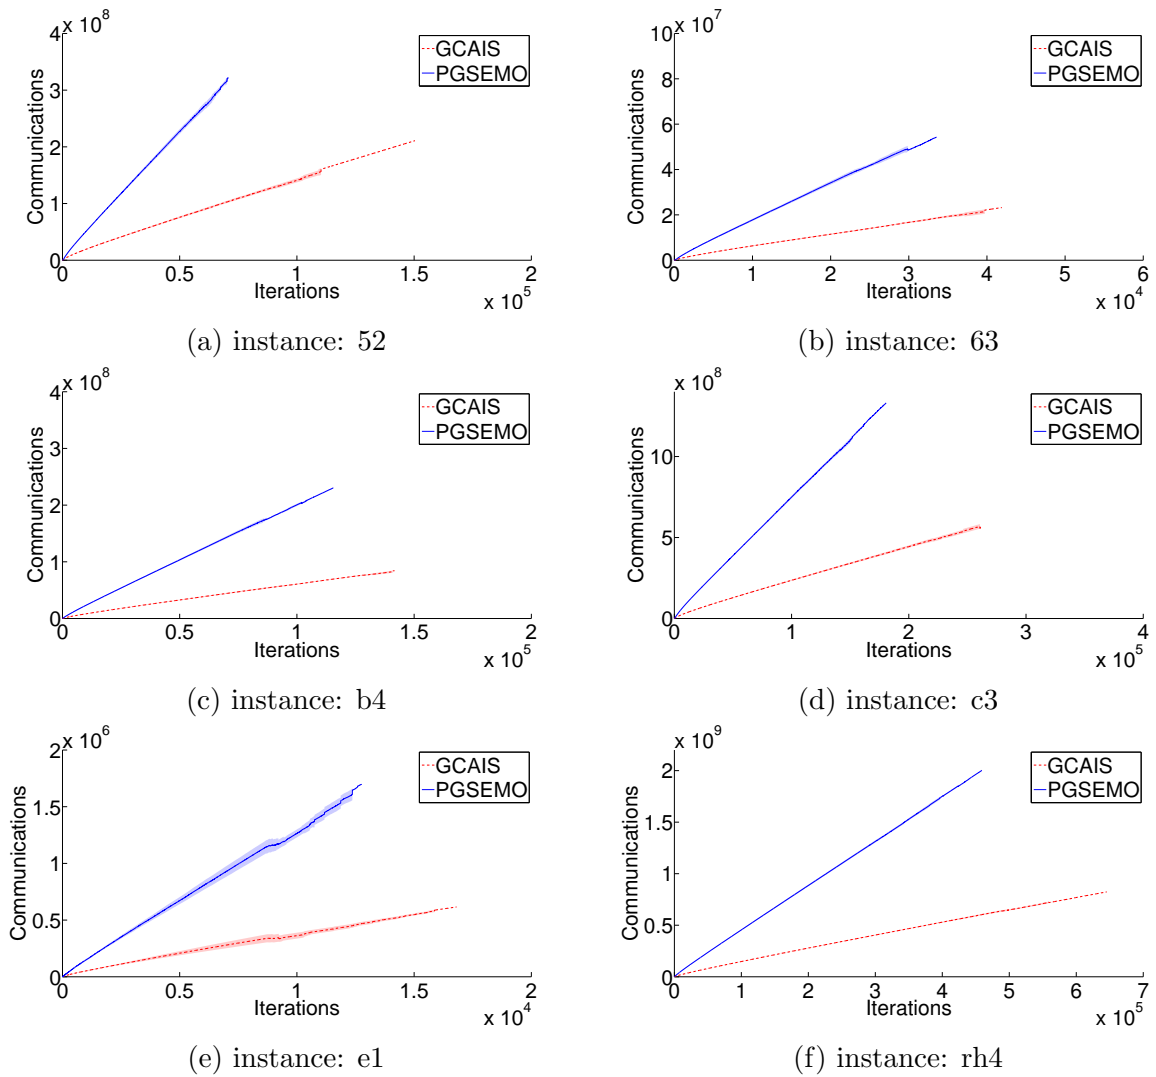 x 10^8
4
3
2
1
0
Communications
GCAIS
PGSEMO
0 0.5 1 1.5 2
Iterations
x 10^5
(a) instance: 52
x 10^7
10
8
6
4
2
0
Communications
GCAIS
PGSEMO
0 1 2 3 4 5 6
Iterations
x 10^4
(b) instance: 63
x 10^8
4
3
2
1
0
Communications
GCAIS
PGSEMO
0 0.5 1 1.5 2
Iterations
x 10^5
(c) instance: b4
x 10^8
10
5
0
Communications
GCAIS
PGSEMO
0 1 2 3 4
Iterations
x 10^5
(d) instance: c3
x 10^6
2
1.5
1
0.5
0
Communications
GCAIS
PGSEMO
0 0.5 1 1.5 2
Iterations
x 10^4
(e) instance: e1
x 10^9
2
1.5
1
0.5
0
Communications
GCAIS
PGSEMO
0 1 2 3 4 5 6 7
Iterations
x 10^5
(f) instance: rh4